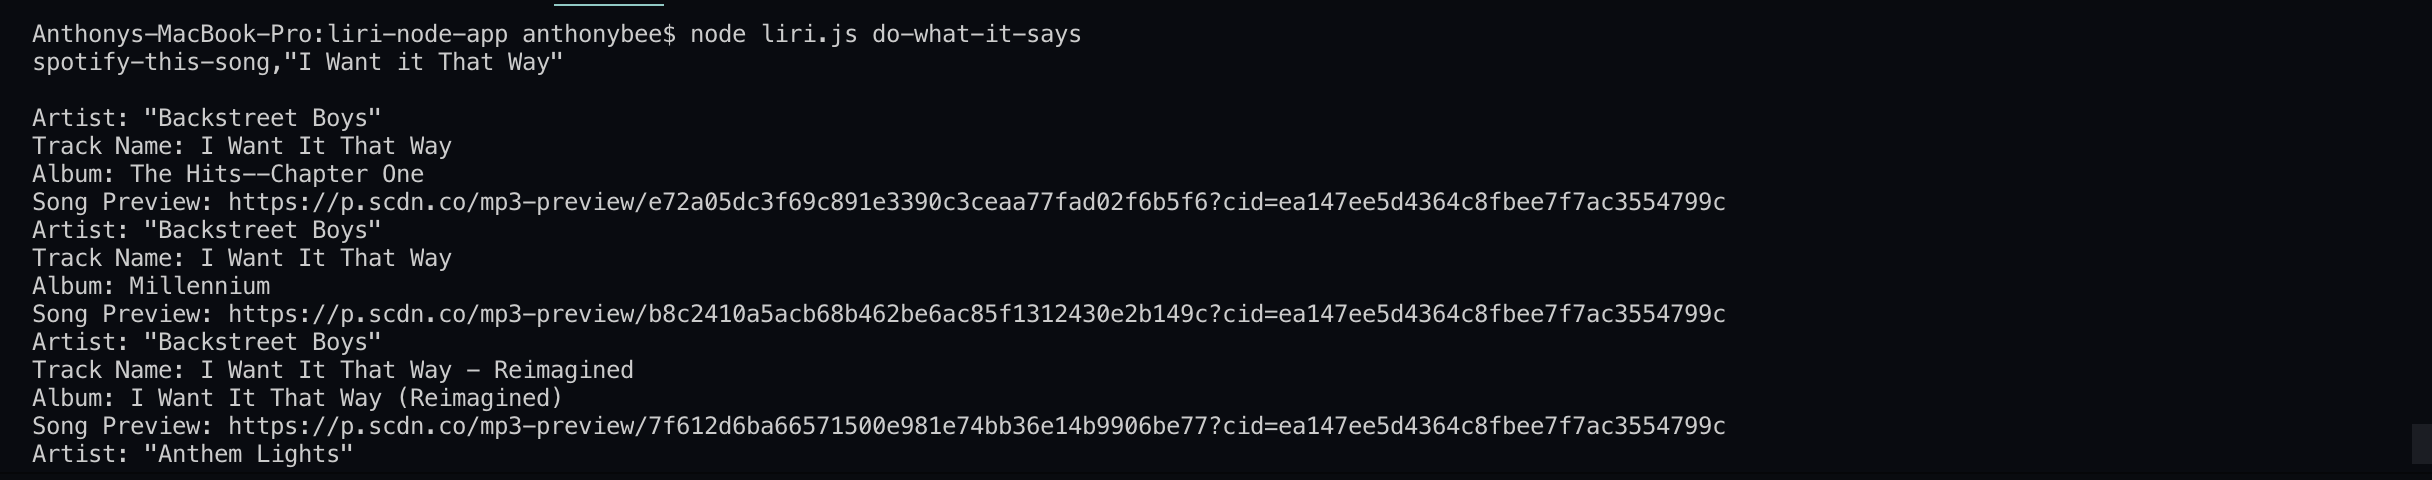 Anthonys-MacBook-Pro:liri-node-app anthonybee$ node liri.js do-what-it-says
spotify-this-song,"I Want it That Way"
Artist: "Backstreet Boys"
Track Name: I Want It That Way
Album: The Hits--Chapter One
Song Preview: https://p.scdn.co/mp3-preview/e72a05dc3f69c891e3390c3ceaa77fad02f6b5f6?cid=ea147ee5d4364c8fbee7f7ac3554799c
Artist: "Backstreet Boys"
Track Name: I Want It That Way
Album: Millennium
Song Preview: https://p.scdn.co/mp3-preview/b8c2410a5acb68b462be6ac85f1312430e2b149c?cid=ea147ee5d4364c8fbee7f7ac3554799c
Artist: "Backstreet Boys"
Track Name: I Want It That Way - Reimagined
Album: I Want It That Way (Reimagined)
Song Preview: https://p.scdn.co/mp3-preview/7f612d6ba66571500e981e74bb36e14b9906be77?cid=ea147ee5d4364c8fbee7f7ac3554799c
Artist: "Anthem Lights"